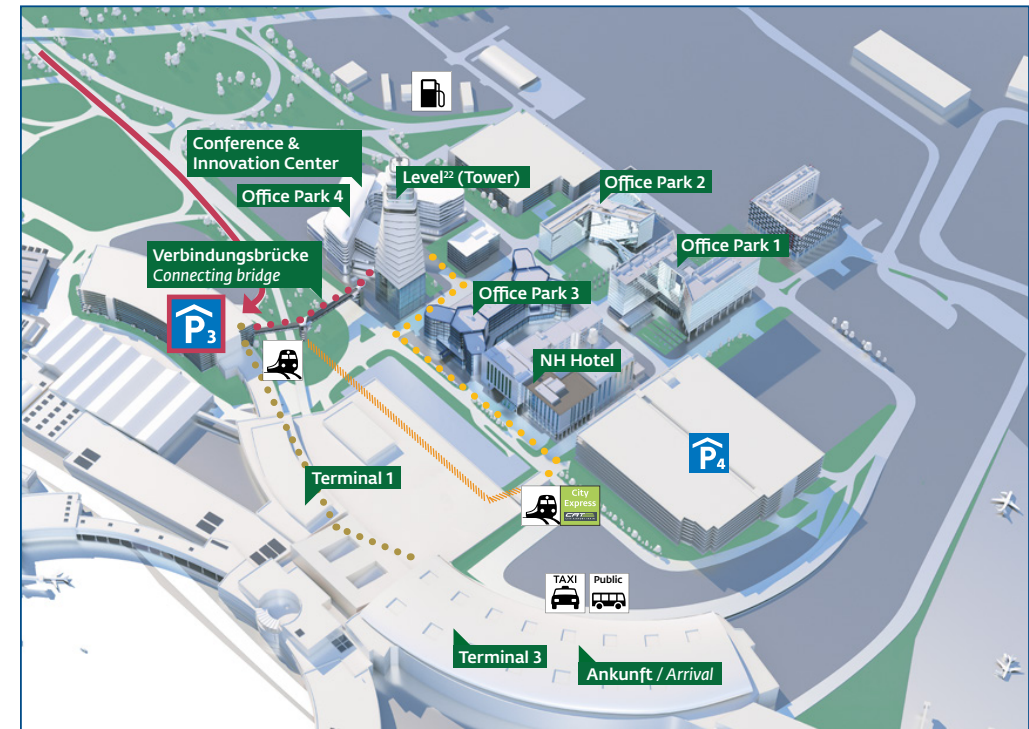 Conference &
Innovation Center
Office Park 4
Level²² (Tower)
Office Park 2
Office Park 1
Verbindungsbrücke
Connecting bridge
Office Park 3
P3
NH Hotel
P4
Terminal 1
City
Express
CAT
TAXI
Public
Terminal 3
Ankunft / Arrival